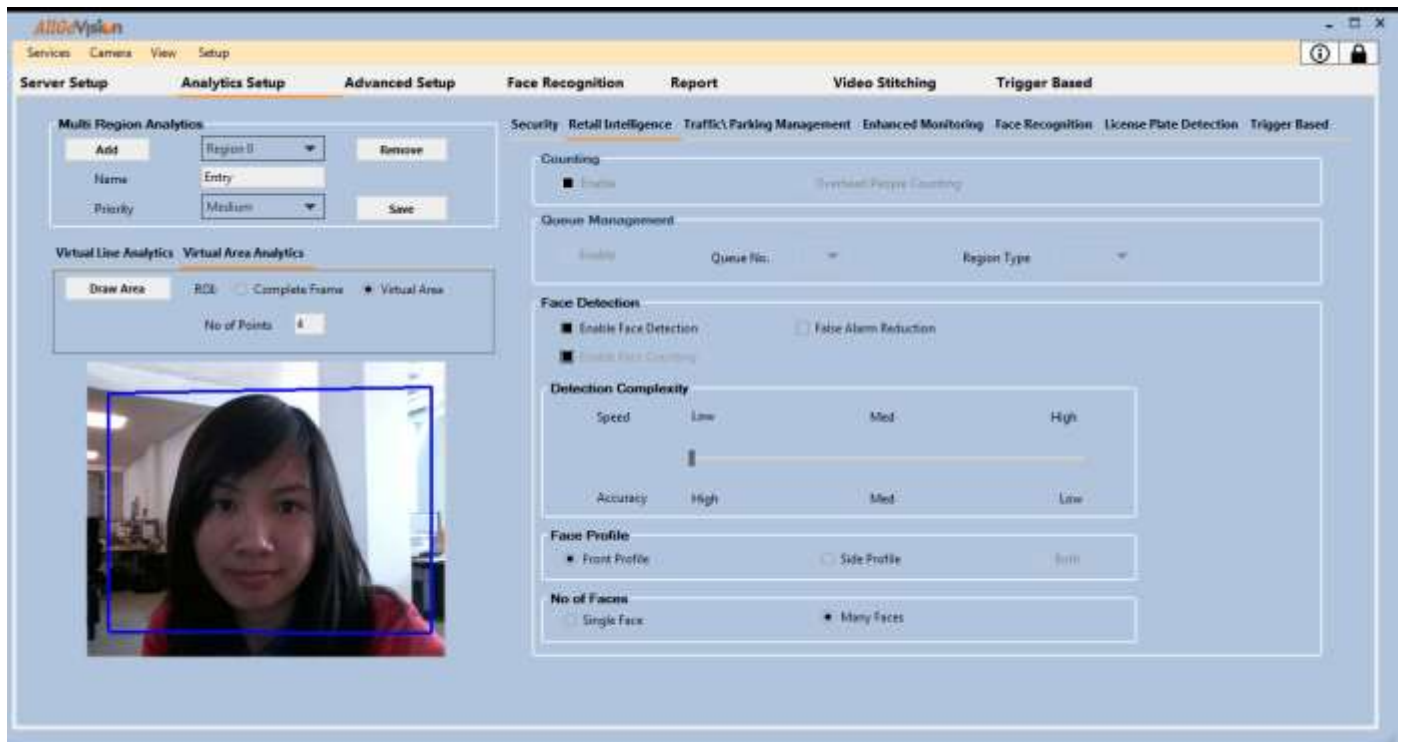 AllGoVision
Services Camera View Setup
Server Setup Analytics Setup Advanced Setup Face Recognition Report Video Stitching Trigger Based
Multi Region Analytics
Add Region 0 Remove
Name Entry
Priority Medium Save
Virtual Line Analytics Virtual Area Analytics
Draw Area ROI: Complete Frame Virtual Area
No of Points 4
Security Retail Intelligence Traffic\ Parking Management Enhanced Monitoring Face Recognition License Plate Detection Trigger Based
Counting
Enable Overhead People Counting
Queue Management
Enable Queue No. Region Type
Face Detection
Enable Face Detection False Alarm Reduction
Enable Face Counting
Detection Complexity
Speed Low Med High
Accuracy High Med Low
Face Profile
Front Profile Side Profile Both
No of Faces
Single Face Many Faces